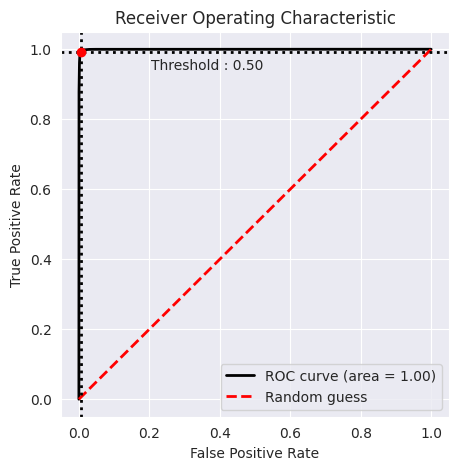 Receiver Operating Characteristic
True Positive Rate
1.0
0.8
0.6
0.4
0.2
0.0
Threshold : 0.50
ROC curve (area = 1.00)
Random guess
0.0 0.2 0.4 0.6 0.8 1.0
False Positive Rate